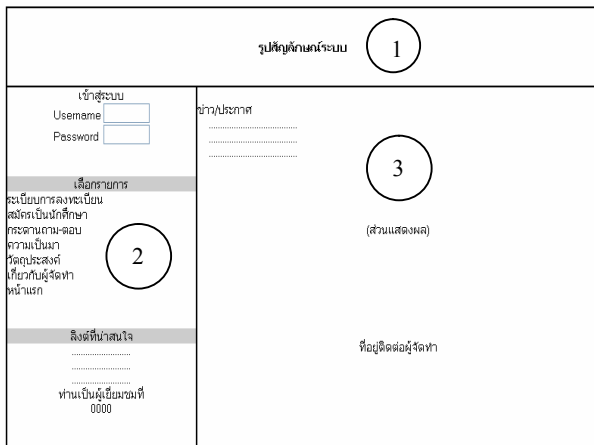 รูปสัญลักษณ์ระบบ 1
เข้าสู่ระบบ
Username
Password
เลือกรายการ
ระเบียบการลงทะเบียน
สมัครเป็นนักศึกษา
กระดานถาม-ตอบ
ความเป็นมา
วัตถุประสงค์
เกี่ยวกับผู้จัดทำ
หน้าแรก
2
ลิงต์ที่น่าสนใจ
........................
........................
........................
ท่านเป็นผู้เยี่ยมชมที่
0000
ข่าว/ประกาศ
....................................
....................................
....................................
3
(ส่วนแสดงผล)
ที่อยู่ติดต่อผู้จัดทำ